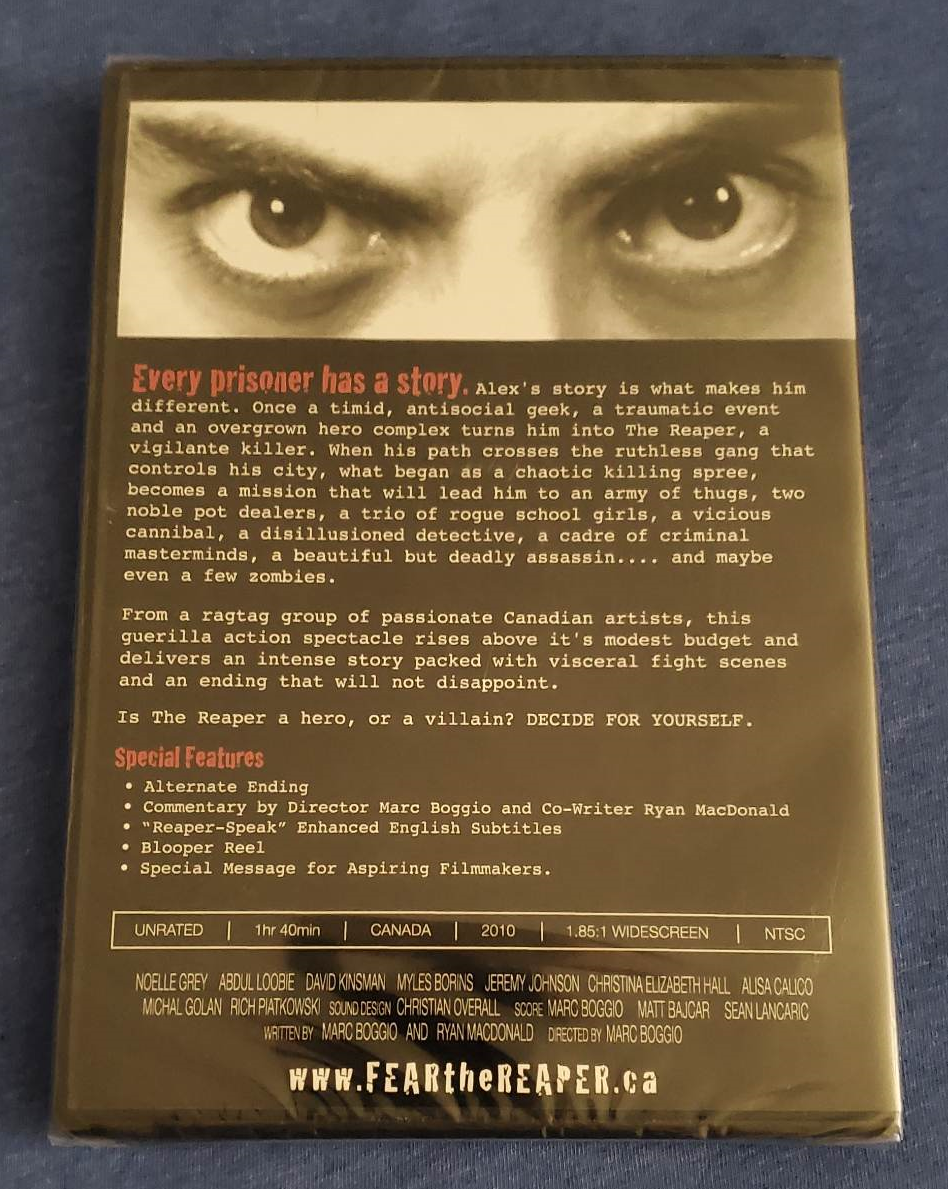 Every prisoner has a story. Alex's story is what makes him
different. Once a timid, antisocial geek, a traumatic event
and an overgrown hero complex turns him into The Reaper, a
vigilante killer. When his path crosses the ruthless gang that
controls his city, what began as a chaotic killing spree,
becomes a mission that will lead him to an army of thugs, two
noble pot dealers, a trio of rogue school girls, a vicious
cannibal, a disillusioned detective, a cadre of criminal
masterminds, a beautiful but deadly assassin.... and maybe
even a few zombies.
From a ragtag group of passionate Canadian artists, this
guerilla action spectacle rises above it's modest budget and
delivers an intense story packed with visceral fight scenes
and an ending that will not disappoint.
Is The Reaper a hero, or a villain? DECIDE FOR YOURSELF.
Special Features
• Alternate Ending
• Commentary by Director Marc Boggio and Co-Writer Ryan MacDonald
• "Reaper-Speak" Enhanced English Subtitles
• Blooper Reel
• Special Message for Aspiring Filmmakers.
UNRATED | 1hr 40min | CANADA | 2010 | 1.85:1 WIDESCREEN | NTSC
NOELLE GREY ABDUL LOOBIE DAVID KINSMAN MYLES BORINS JEREMY JOHNSON CHRISTINA ELIZABETH HALL ALISA CALICO
MICHAL GOLAN RICH PIATKOWSKI SOUND DESIGN CHRISTIAN OVERALL SCORE MARC BOGGIO MATT BAJCAR SEAN LANCARIC
WRITTEN BY MARC BOGGIO AND RYAN MACDONALD DIRECTED BY MARC BOGGIO
www.FEARtheREAPER.ca